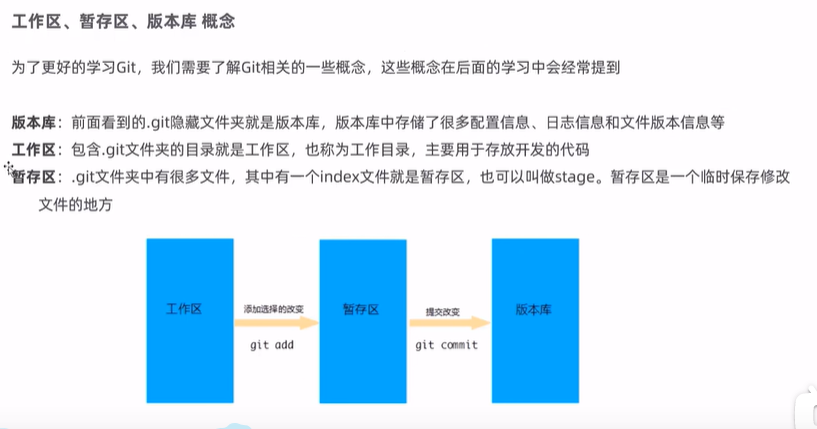 工作区、暂存区、版本库 概念
为了更好的学习Git，我们需要了解Git相关的一些概念，这些概念在后面的学习中会经常提到
版本库：前面看到的.git隐藏文件夹就是版本库，版本库中存储了很多配置信息、日志信息和文件版本信息等
工作区：包含.git文件夹的目录就是工作区，也称为工作目录，主要用于存放开发的代码
暂存区：.git文件夹中有很多文件，其中有一个index文件就是暂存区，也可以叫做stage。暂存区是一个临时保存修改
文件的地方
工作区
添加选择的改变
git add
暂存区
提交改变
git commit
版本库